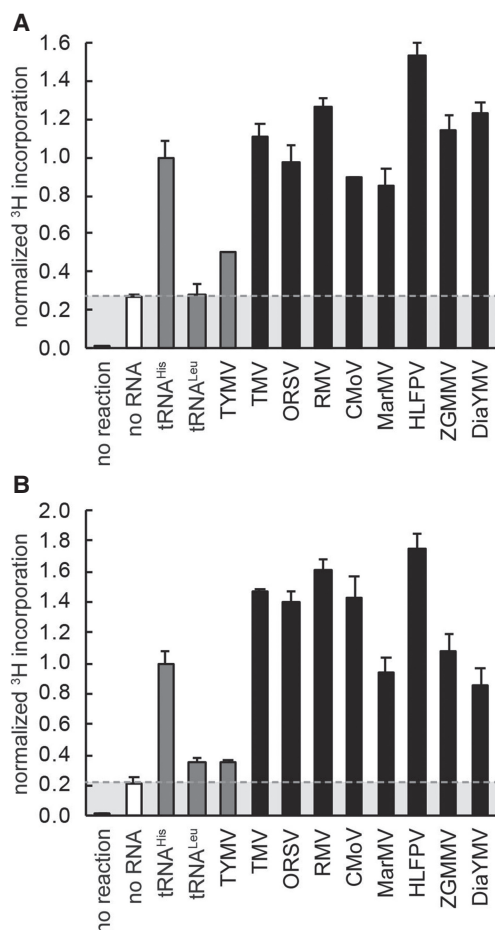 A
normalized ³H incorporation
1.6
1.4
1.2
1.0
0.8
0.6
0.4
0.2
0.0
no reaction
no RNA
tRNAᴴⁱˢ
tRNAᴸᵉᵘ
TYMV
TMV
ORSV
RMV
CMoV
MarMV
HLFPV
ZGMMV
DiaYMV
B
normalized ³H incorporation
2.0
1.8
1.6
1.4
1.2
1.0
0.8
0.6
0.4
0.2
0.0
no reaction
no RNA
tRNAᴴⁱˢ
tRNAᴸᵉᵘ
TYMV
TMV
ORSV
RMV
CMoV
MarMV
HLFPV
ZGMMV
DiaYMV